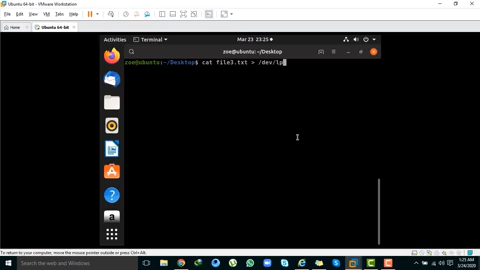 Ubuntu 64-bit - VMware Workstation
File Edit View VM Tabs Help
Home
Ubuntu 64-bit
Activities
Terminal
Mar 23 23:25
zoe@ubuntu: ~/Desktop
zoe@ubuntu:~/Desktop$ cat file3.txt > /dev/lp
To return to your computer, move the mouse pointer outside or press Ctrl+Alt.
Search the web and Windows
5:25 AM
3/24/2020